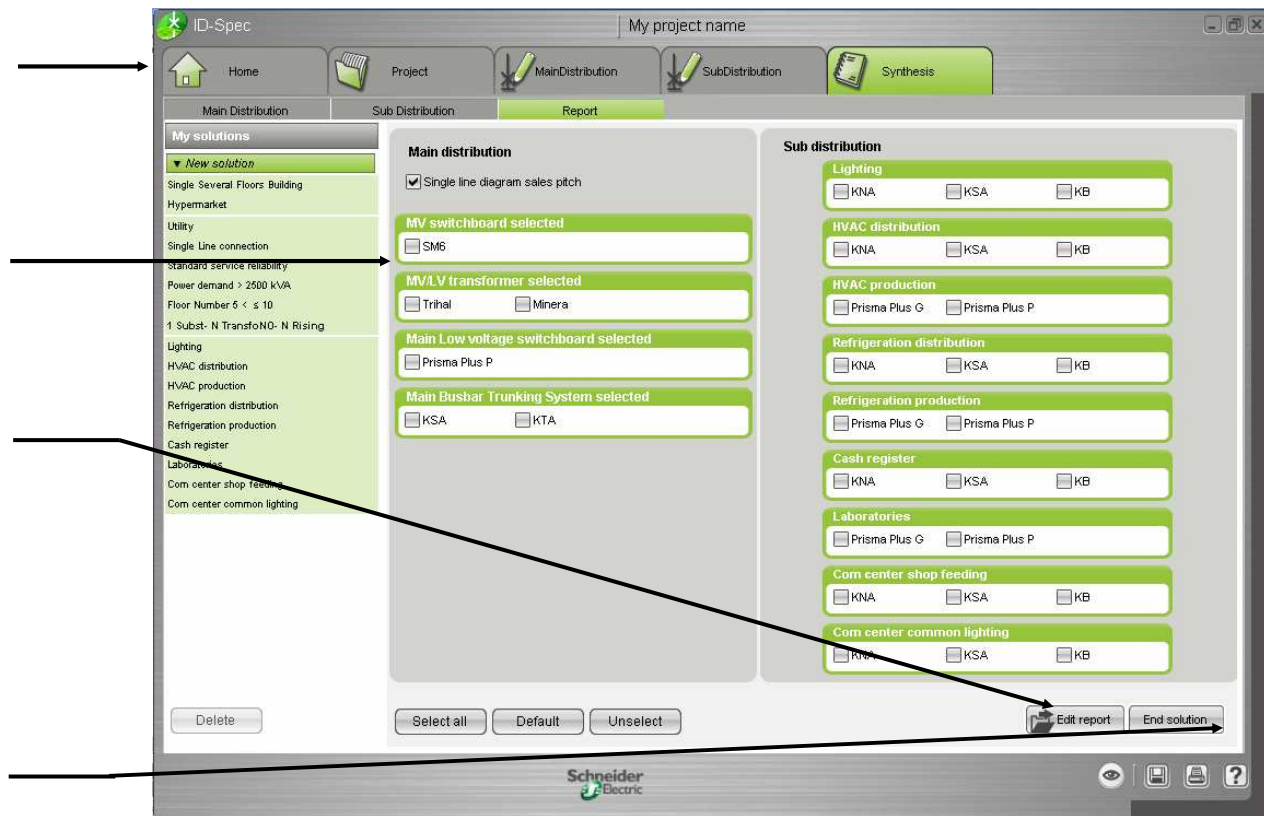 ID-Spec
My project name
Home
Project
MainDistribution
SubDistribution
Synthesis
Main Distribution
Sub Distribution
Report
My solutions
▼ New solution
Single Several Floors Building
Hypermarket
Utility
Single Line connection
Standard service reliability
Power demand > 2500 kVA
Floor Number 5 < ≤ 10
1 Subst- N TransfoNO- N Rising
Lighting
HVAC distribution
HVAC production
Refrigeration distribution
Refrigeration production
Cash register
Laboratories
Com center shop feeding
Com center common lighting
Delete
Main distribution
Single line diagram sales pitch
MV switchboard selected
SM6
MV/LV transformer selected
Trihal Minera
Main Low voltage switchboard selected
Prisma Plus P
Main Busbar Trunking System selected
KSA KTA
Sub distribution
Lighting
KNA KSA KB
HVAC distribution
KNA KSA KB
HVAC production
Prisma Plus G Prisma Plus P
Refrigeration distribution
KNA KSA KB
Refrigeration production
Prisma Plus G Prisma Plus P
Cash register
KNA KSA KB
Laboratories
Prisma Plus G Prisma Plus P
Com center shop feeding
KNA KSA KB
Com center common lighting
KNA KSA KB
Select all Default Unselect
Edit report End solution
Schneider
Electric
?